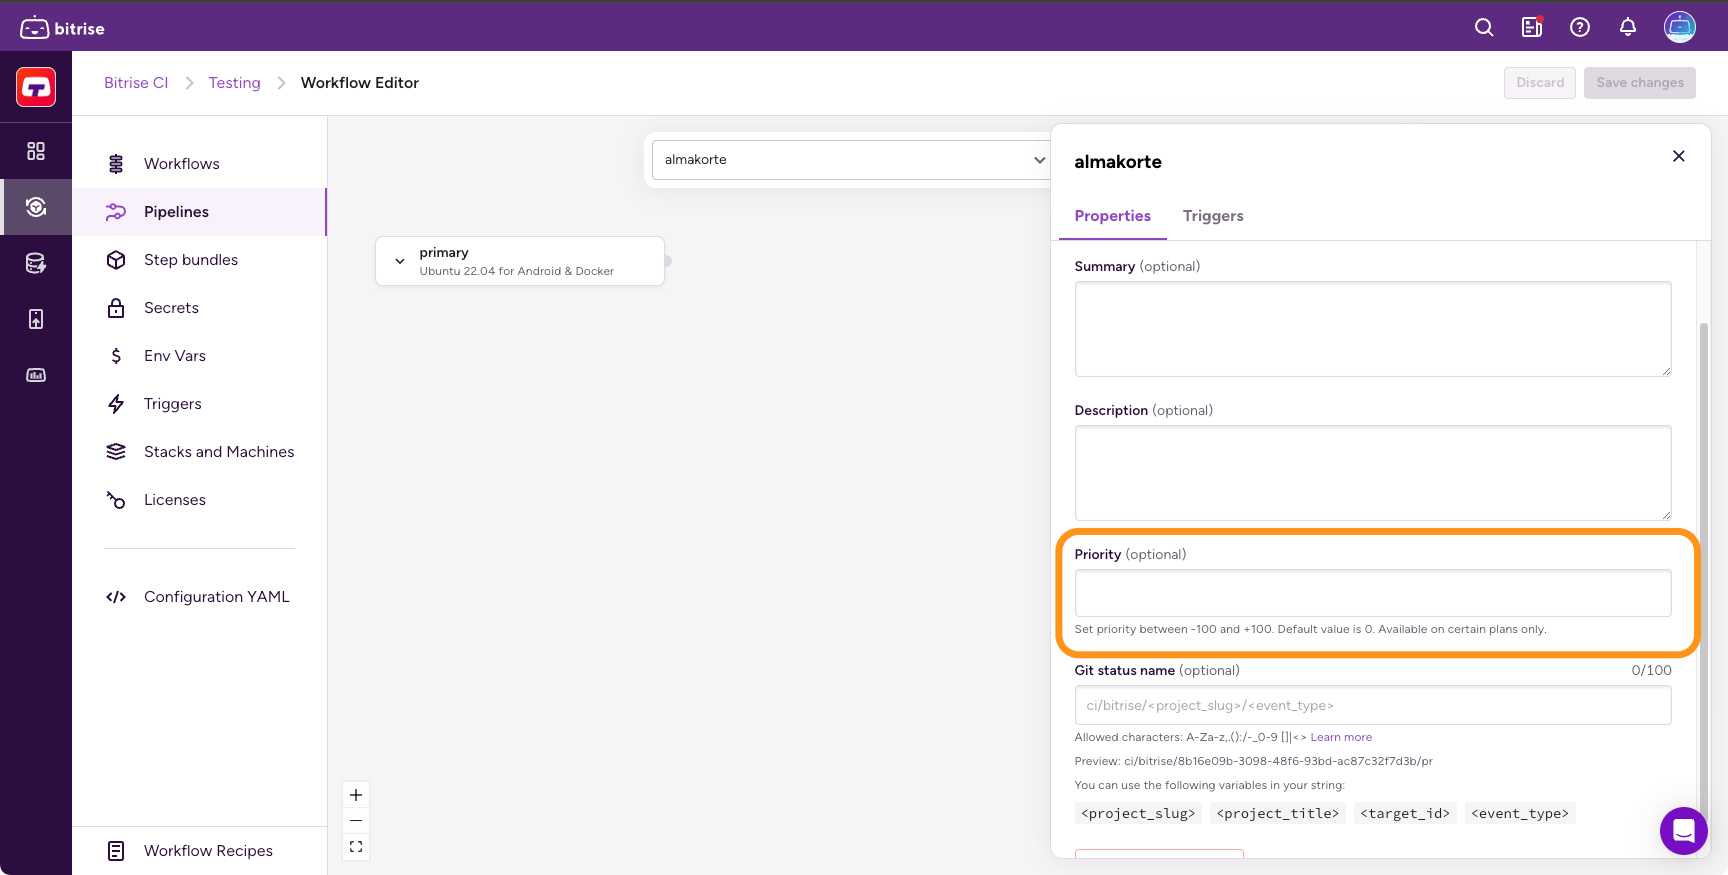 bitrise
Bitrise CI
Testing
Workflow Editor
Discard
Save changes
Workflows
Pipelines
Step bundles
Secrets
Env Vars
Triggers
Stacks and Machines
Licenses
Configuration YAML
Workflow Recipes
almakorte
primary
Ubuntu 22.04 for Android & Docker
almakorte
Properties
Triggers
Summary (optional)
Description (optional)
Priority (optional)
Set priority between -100 and +100. Default value is 0. Available on certain plans only.
Git status name (optional) 0/100
ci/bitrise/<project_slug>/<event_type>
Allowed characters: A-Za-z,.():/-_0-9 []|<> Learn more
Preview: ci/bitrise/8b16e09b-3098-48f6-93bd-ac87c32f7d3b/pr
You can use the following variables in your string:
<project_slug> <project_title> <target_id> <event_type>